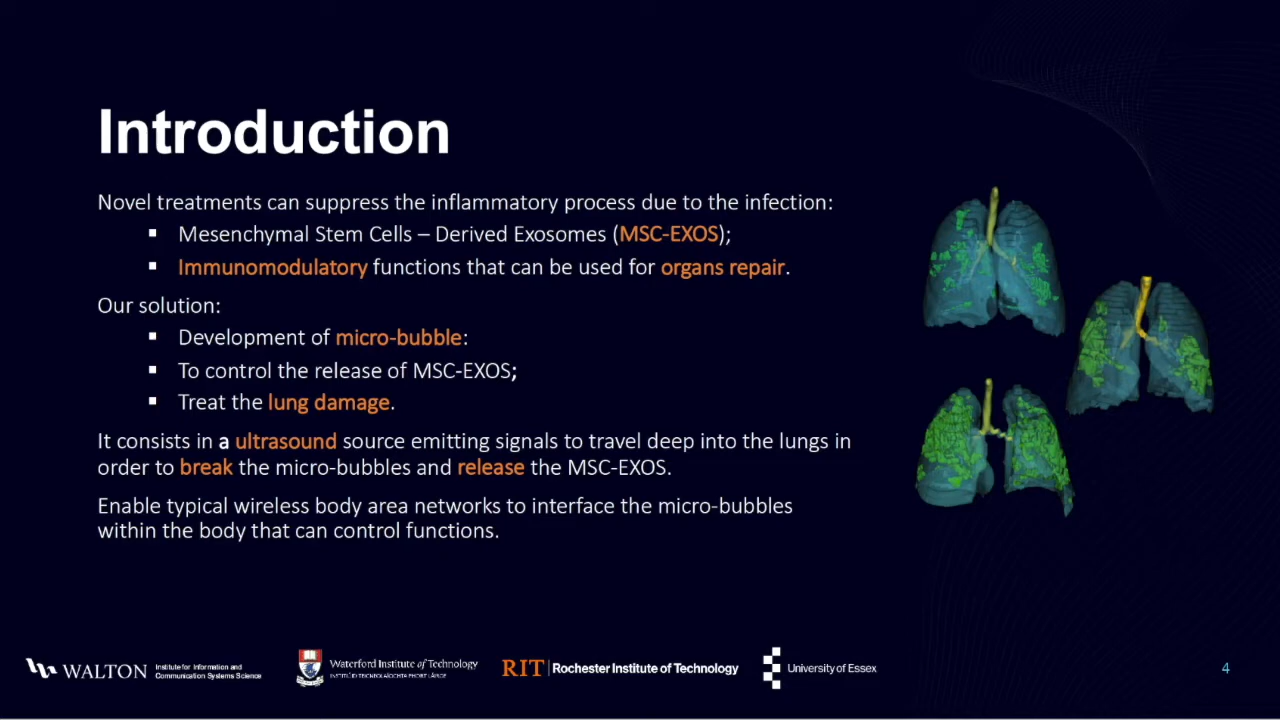 Introduction
Novel treatments can suppress the inflammatory process due to the infection:
▪ Mesenchymal Stem Cells – Derived Exosomes (MSC-EXOS);
▪ Immunomodulatory functions that can be used for organs repair.
Our solution:
▪ Development of micro-bubble:
▪ To control the release of MSC-EXOS;
▪ Treat the lung damage.
It consists in a ultrasound source emitting signals to travel deep into the lungs in
order to break the micro-bubbles and release the MSC-EXOS.
Enable typical wireless body area networks to interface the micro-bubbles
within the body that can control functions.
WALTON
Institute for Information and
Communication Systems Science
Waterford Institute of Technology
RIT | Rochester Institute of Technology
University of Essex
4